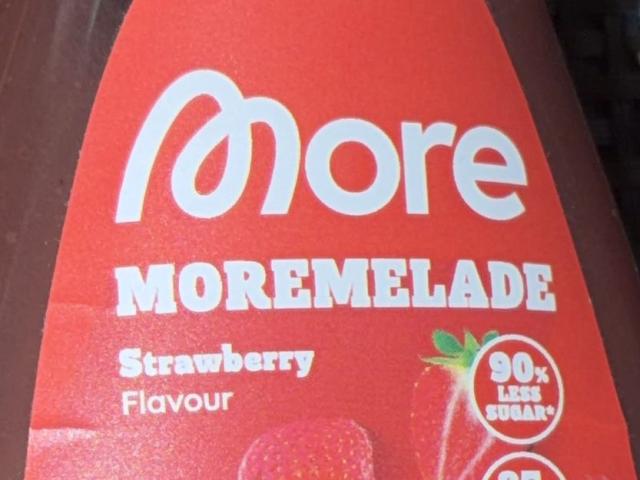 More
MOREMELADE
Strawberry
Flavour
90%
LESS
SUGAR*